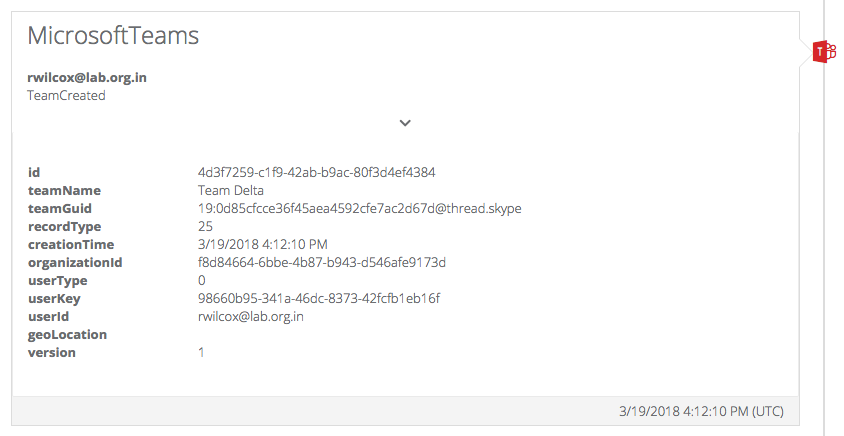 MicrosoftTeams
T
rwilcox@lab.org.in
TeamCreated
id 4d3f7259-c1f9-42ab-b9ac-80f3d4ef4384
teamName Team Delta
teamGuid 19:0d85cfcce36f45aea4592cfe7ac2d67d@thread.skype
recordType 25
creationTime 3/19/2018 4:12:10 PM
organizationId f8d84664-6bbe-4b87-b943-d546afe9173d
userType 0
userKey 98660b95-341a-46dc-8373-42fcfb1eb16f
userId rwilcox@lab.org.in
geoLocation
version 1
3/19/2018 4:12:10 PM (UTC)